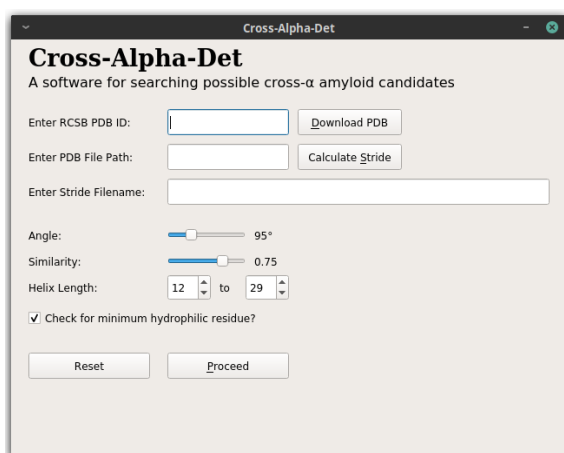 Cross-Alpha-Det
Cross-Alpha-Det
A software for searching possible cross-α amyloid candidates
Enter RCSB PDB ID: Download PDB
Enter PDB File Path: Calculate Stride
Enter Stride Filename:
Angle: 95°
Similarity: 0.75
Helix Length: 12 to 29
Check for minimum hydrophilic residue?
Reset Proceed